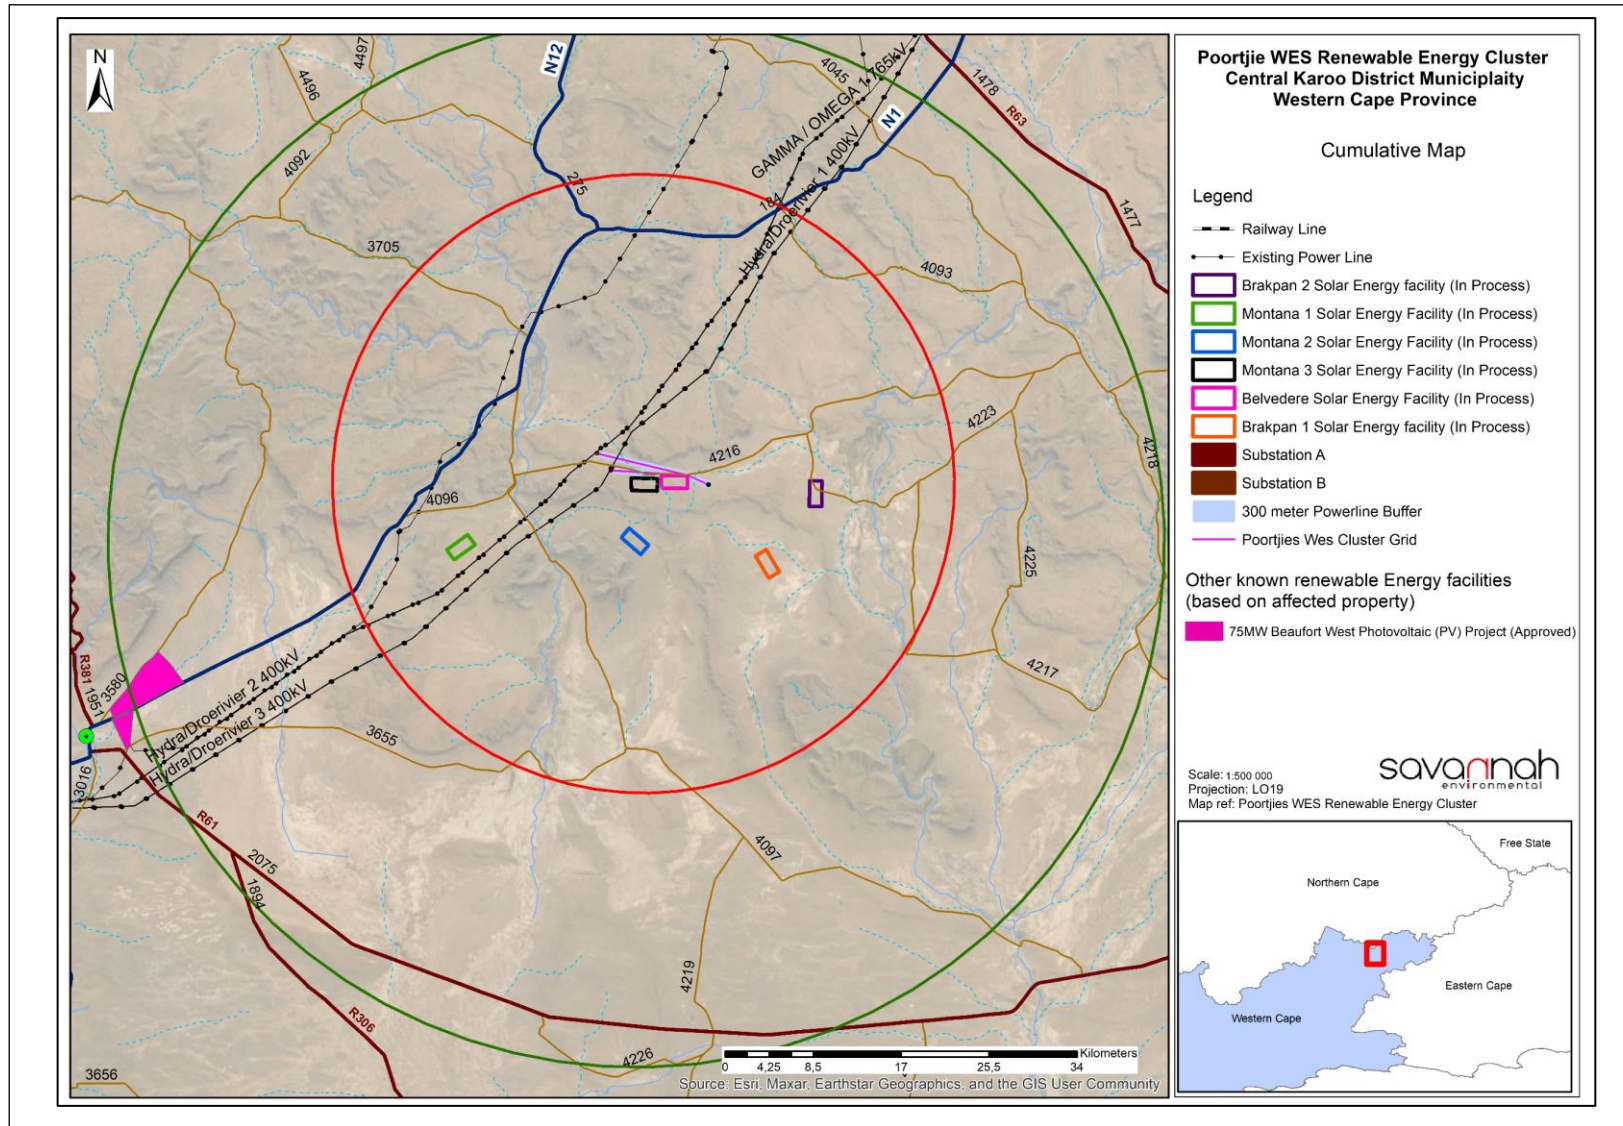 N
N12
4497
4496
4092
4045
GAMMA / OMEGA 1 765kV
1478
R63
N1
275
184
Hydra/Droerivier 1 400kV
1477
3705
4093
4223
4216
4218
4096
4225
4217
R381
1951
3580
Hydra/Droerivier 2 400kV
Hydra/Droerivier 3 400kV
3655
3016
R61
2075
1894
4097
4219
R306
4226
3656
Kilometers
0 4,25 8,5 17 25,5 34
Source: Esri, Maxar, Earthstar Geographics, and the GIS User Community
Poortjie WES Renewable Energy Cluster
Central Karoo District Municiplaity
Western Cape Province
Cumulative Map
Legend
Railway Line
Existing Power Line
Brakpan 2 Solar Energy facility (In Process)
Montana 1 Solar Energy Facility (In Process)
Montana 2 Solar Energy Facility (In Process)
Montana 3 Solar Energy Facility (In Process)
Belvedere Solar Energy Facility (In Process)
Brakpan 1 Solar Energy facility (In Process)
Substation A
Substation B
300 meter Powerline Buffer
Poortjies Wes Cluster Grid
Other known renewable Energy facilities
(based on affected property)
75MW Beaufort West Photovoltaic (PV) Project (Approved)
Scale: 1:500 000
Projection: LO19
Map ref: Poortjies WES Renewable Energy Cluster
savannah
environmental
Free State
Northern Cape
Eastern Cape
Western Cape